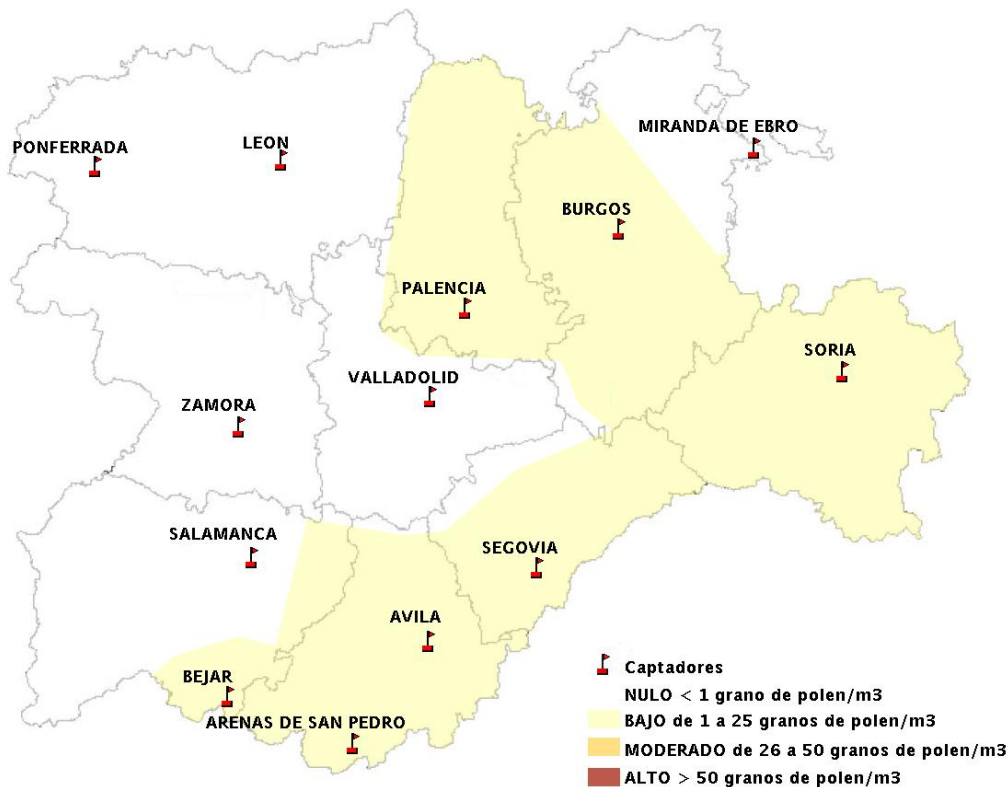 MIRANDA DE EBRO
PONFERRADA
LEON
BURGOS
PALENCIA
SORIA
VALLADOLID
ZAMORA
SALAMANCA
SEGOVIA
AVILA
BEJAR
ARENAS DE SAN PEDRO
Captadores
NULO < 1 grano de polen/m3
BAJO de 1 a 25 granos de polen/m3
MODERADO de 26 a 50 granos de polen/m3
ALTO > 50 granos de polen/m3